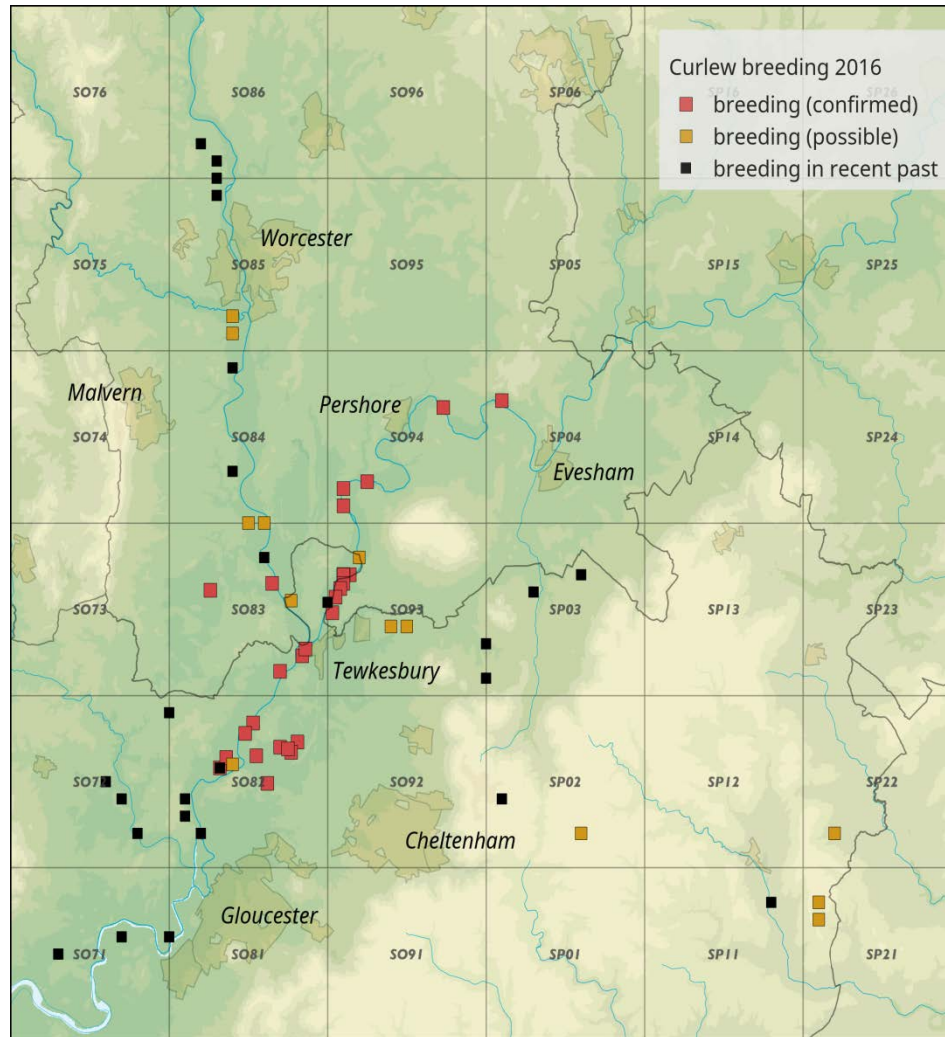 Curlew breeding 2016
SO76
SO86
SO96
SP06
SP16
SP26
breeding (confirmed)
breeding (possible)
breeding in recent past
Worcester
SO75
SO85
SO95
SP05
SP15
SP25
Malvern
Pershore
SO74
SO84
SO94
SP04
SP14
SP24
Evesham
SO73
SO83
SO93
SP03
SP13
SP23
Tewkesbury
SO72
SO82
SO92
SP02
SP12
SP22
Cheltenham
Gloucester
SO71
SO81
SO91
SP01
SP11
SP21